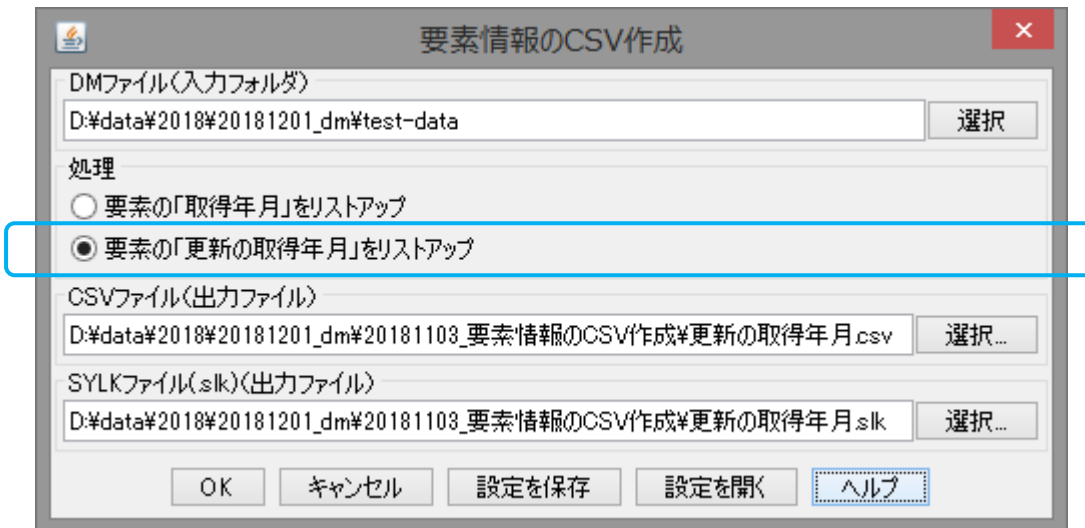 要素情報のCSV作成
DMファイル(入力フォルダ)
D:¥data¥2018¥20181201_dm¥test-data
選択
処理
要素の「取得年月」をリストアップ
要素の「更新の取得年月」をリストアップ
CSVファイル(出力ファイル)
D:¥data¥2018¥20181201_dm¥20181103_要素情報のCSV作成¥更新の取得年月.csv
選択...
SYLKファイル(.slk)(出力ファイル)
D:¥data¥2018¥20181201_dm¥20181103_要素情報のCSV作成¥更新の取得年月.slk
選択...
OK
キャンセル
設定を保存
設定を開く
ヘルプ